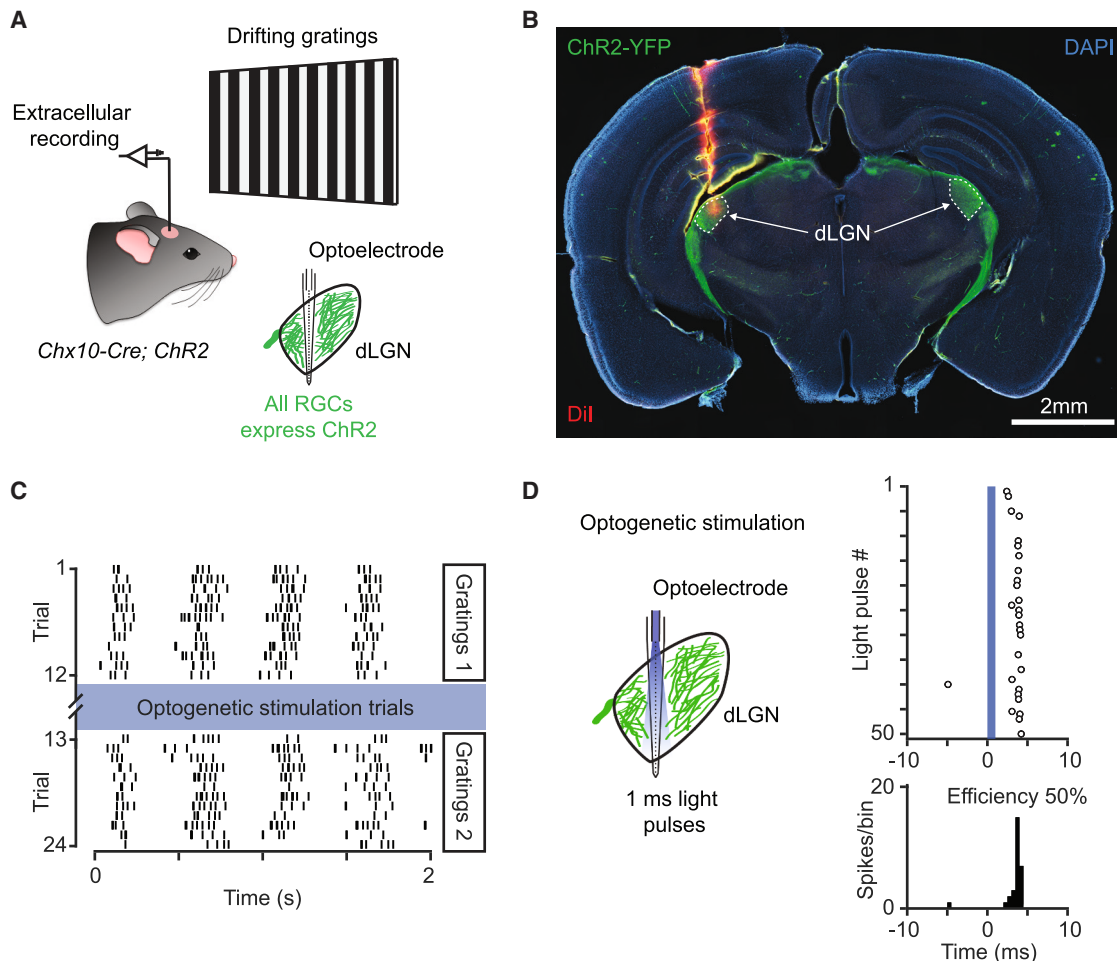 A
Drifting gratings
Extracellular
recording
Optoelectrode
dLGN
Chx10-Cre; ChR2
All RGCs
express ChR2
B
ChR2-YFP
DAPI
dLGN
DiI
2mm
C
1
Trial
12
Gratings 1
Optogenetic stimulation trials
13
Trial
24
Gratings 2
0
2
Time (s)
D
Optogenetic stimulation
Optoelectrode
dLGN
1 ms light
pulses
1
Light pulse #
50
-10
0
10
20
Efficiency 50%
Spikes/bin
0
-10
0
10
Time (ms)